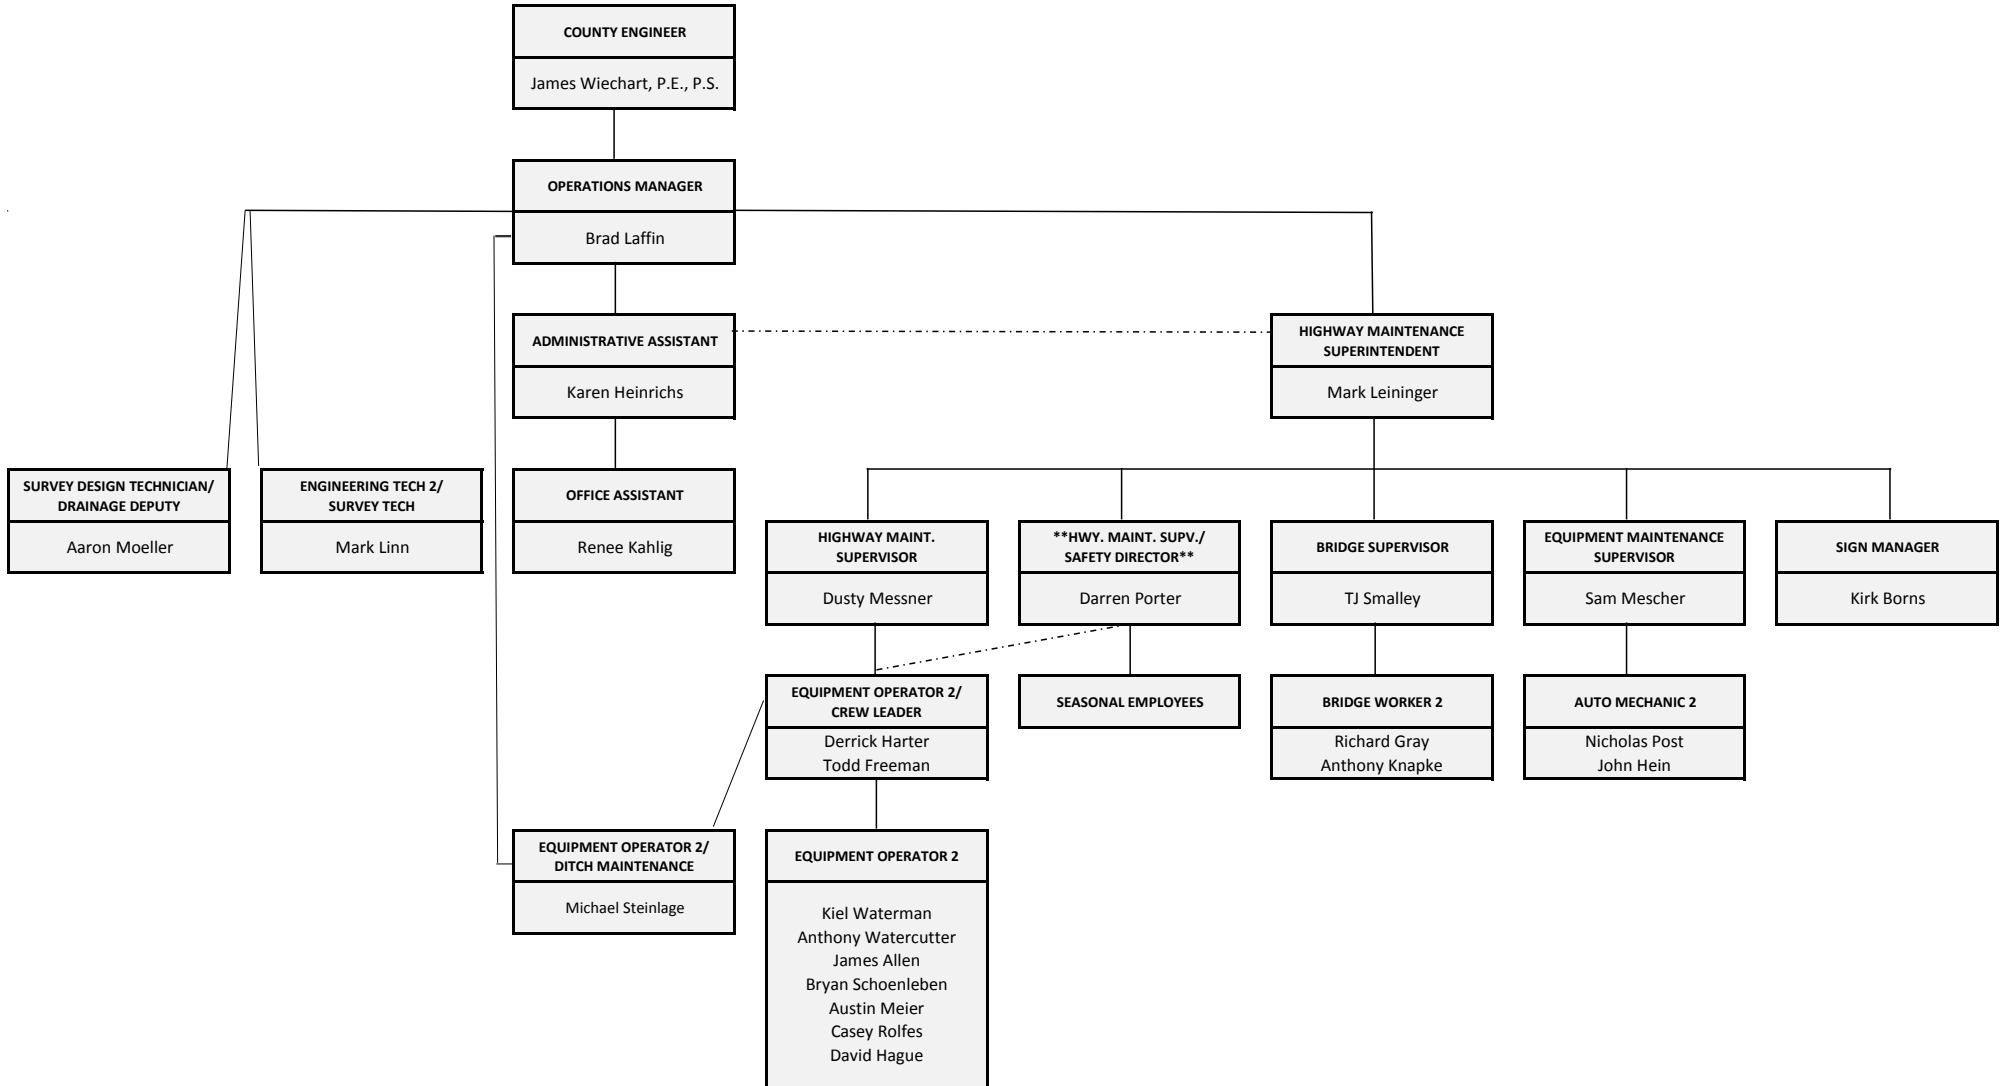 COUNTY ENGINEER
James Wiechart, P.E., P.S.
OPERATIONS MANAGER
Brad Laffin
ADMINISTRATIVE ASSISTANT
Karen Heinrichs
HIGHWAY MAINTENANCE
SUPERINTENDENT
Mark Leininger
SURVEY DESIGN TECHNICIAN/
DRAINAGE DEPUTY
Aaron Moeller
ENGINEERING TECH 2/
SURVEY TECH
Mark Linn
OFFICE ASSISTANT
Renee Kahlig
HIGHWAY MAINT.
SUPERVISOR
Dusty Messner
**HWY. MAINT. SUPV./
SAFETY DIRECTOR**
Darren Porter
BRIDGE SUPERVISOR
TJ Smalley
EQUIPMENT MAINTENANCE
SUPERVISOR
Sam Mescher
SIGN MANAGER
Kirk Borns
EQUIPMENT OPERATOR 2/
CREW LEADER
Derrick Harter
Todd Freeman
SEASONAL EMPLOYEES
BRIDGE WORKER 2
Richard Gray
Anthony Knapke
AUTO MECHANIC 2
Nicholas Post
John Hein
EQUIPMENT OPERATOR 2/
DITCH MAINTENANCE
Michael Steinlage
EQUIPMENT OPERATOR 2
Kiel Waterman
Anthony Watercutter
James Allen
Bryan Schoenleben
Austin Meier
Casey Rolfes
David Hague